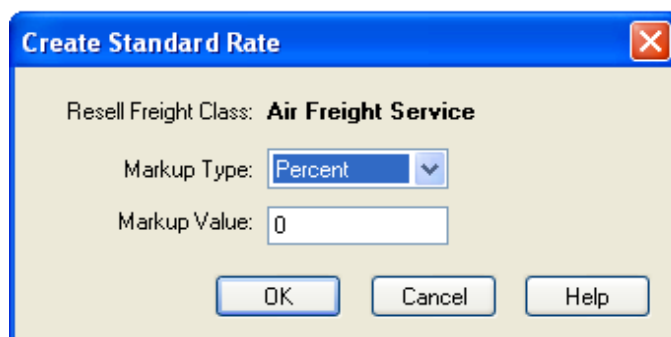 Create Standard Rate
Resell Freight Class: Air Freight Service
Markup Type: Percent
Markup Value: 0
OK Cancel Help